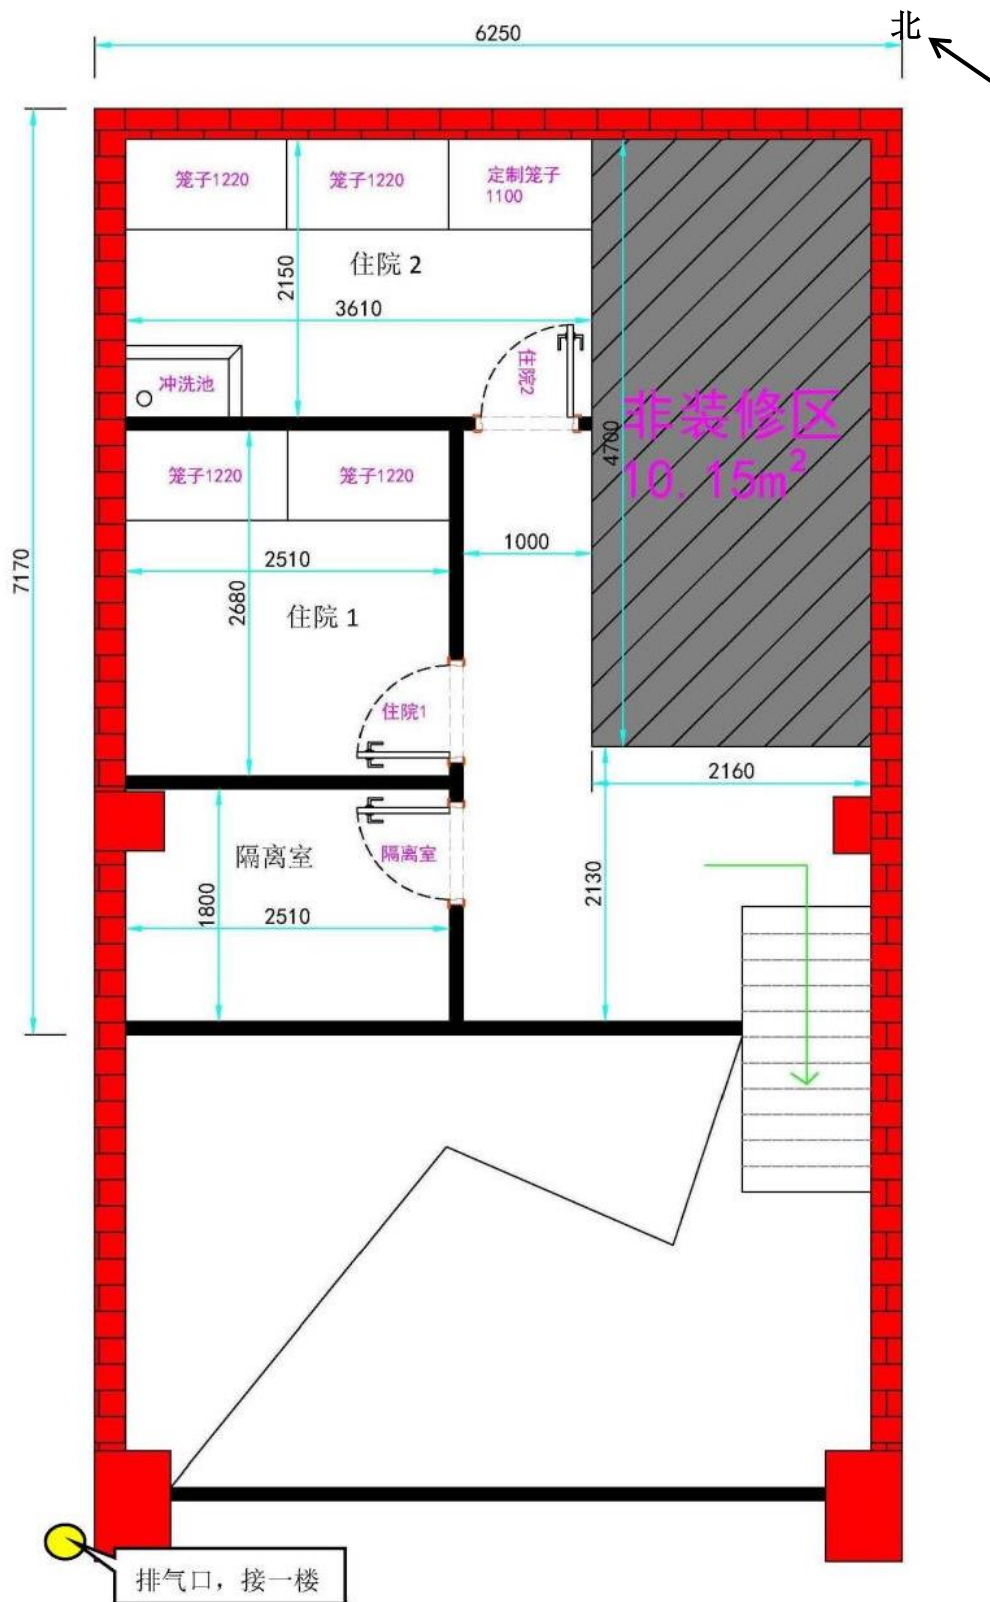 北
6250
笼子1220
笼子1220
定制笼子
1100
住院 2
2150
3610
冲洗池
住院2
非装修区
10.15m²
4700
笼子1220
笼子1220
1000
2510
7170
2680
住院 1
住院1
2160
隔离室
隔离室
1800
2130
2510
排气口，接一楼